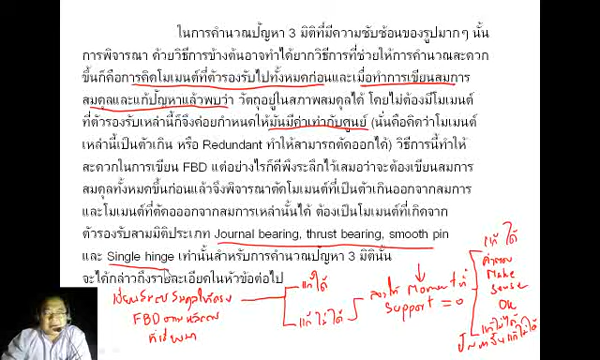 ในการคำนวณปัญหา 3 มิติที่มีความซับซ้อนของรูปมากๆ นั้น
การพิจารณา ด้วยวิธีการข้างต้นอาจทำได้ยากวิธีการที่ช่วยให้การคำนวณสะดวก
ขึ้นก็คือการคิดโมเมนต์ที่ตัวรองรับไปทั้งหมดก่อนและเมื่อทำการเขียนสมการ
สมดุลและแก้ปัญหาแล้วพบว่า วัตถุอยู่ในสภาพสมดุลได้ โดยไม่ต้องมีโมเมนต์
ที่ตัวรองรับเหล่านี้ก็จึงค่อยกำหนดให้มันมีค่าเท่ากับศูนย์ (นั่นคือคิดว่าโมเมนต์
เหล่านี้เป็นตัวเกิน หรือ Redundant ทำให้สามารถตัดออกได้) วิธีการนี้ทำให้
สะดวกในการเขียน FBD แต่อย่างไรก็ดีพึงระลึกไว้เสมอว่าจะต้องเขียนสมการ
สมดุลทั้งหมดขึ้นก่อนแล้วจึงพิจารณาตัดโมเมนต์ที่เป็นตัวเกินออกจากสมการ
และโมเมนต์ที่ตัดออกจากสมการเหล่านั้นได้ ต้องเป็นโมเมนต์ที่เกิดจาก
ตัวรองรับสามมิติประเภท Journal bearing, thrust bearing, smooth pin
และ Single hinge เท่านั้นสำหรับการคำนวณปัญหา 3 มิตินั้น
จะได้กล่าวถึงรายละเอียดในหัวข้อต่อไป
แก้ได้
แก้ไม่ได้
ลองให้ Moment ที่
Support = 0
แก้ได้
คำตอบ
Make
Sense
OK
แก้ไม่ได้
FBD